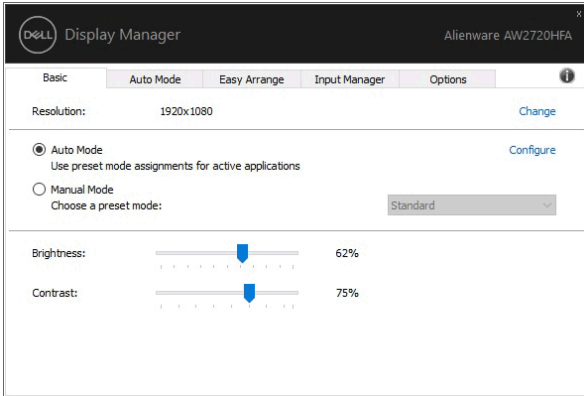 DELL Display Manager
Alienware AW2720HFA
x
Basic Auto Mode Easy Arrange Input Manager Options i
Resolution: 1920x1080 Change
Auto Mode Configure
Use preset mode assignments for active applications
Manual Mode
Choose a preset mode: Standard
Brightness: 62%
Contrast: 75%